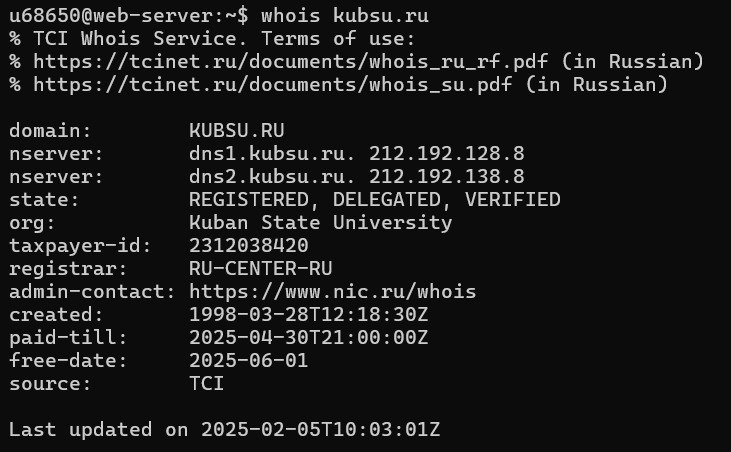 u68650@web-server:~$ whois kubsu.ru
% TCI Whois Service. Terms of use:
% https://tcinet.ru/documents/whois_ru_rf.pdf (in Russian)
% https://tcinet.ru/documents/whois_su.pdf (in Russian)

domain:        KUBSU.RU
nserver:       dns1.kubsu.ru. 212.192.128.8
nserver:       dns2.kubsu.ru. 212.192.138.8
state:         REGISTERED, DELEGATED, VERIFIED
org:           Kuban State University
taxpayer-id:   2312038420
registrar:     RU-CENTER-RU
admin-contact: https://www.nic.ru/whois
created:       1998-03-28T12:18:30Z
paid-till:     2025-04-30T21:00:00Z
free-date:     2025-06-01
source:        TCI

Last updated on 2025-02-05T10:03:01Z